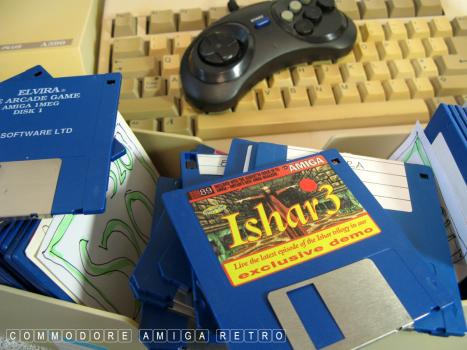 PLUS A500
ELVIRA®
E ARCADE GAME
AMIGA 1MEG
DISK 1
SOFTWARE LTD
89
AMIGA
Ishar3
Live the latest episode of the Ishar trilogy in our
exclusive demo
COMMODORE AMIGA RETRO